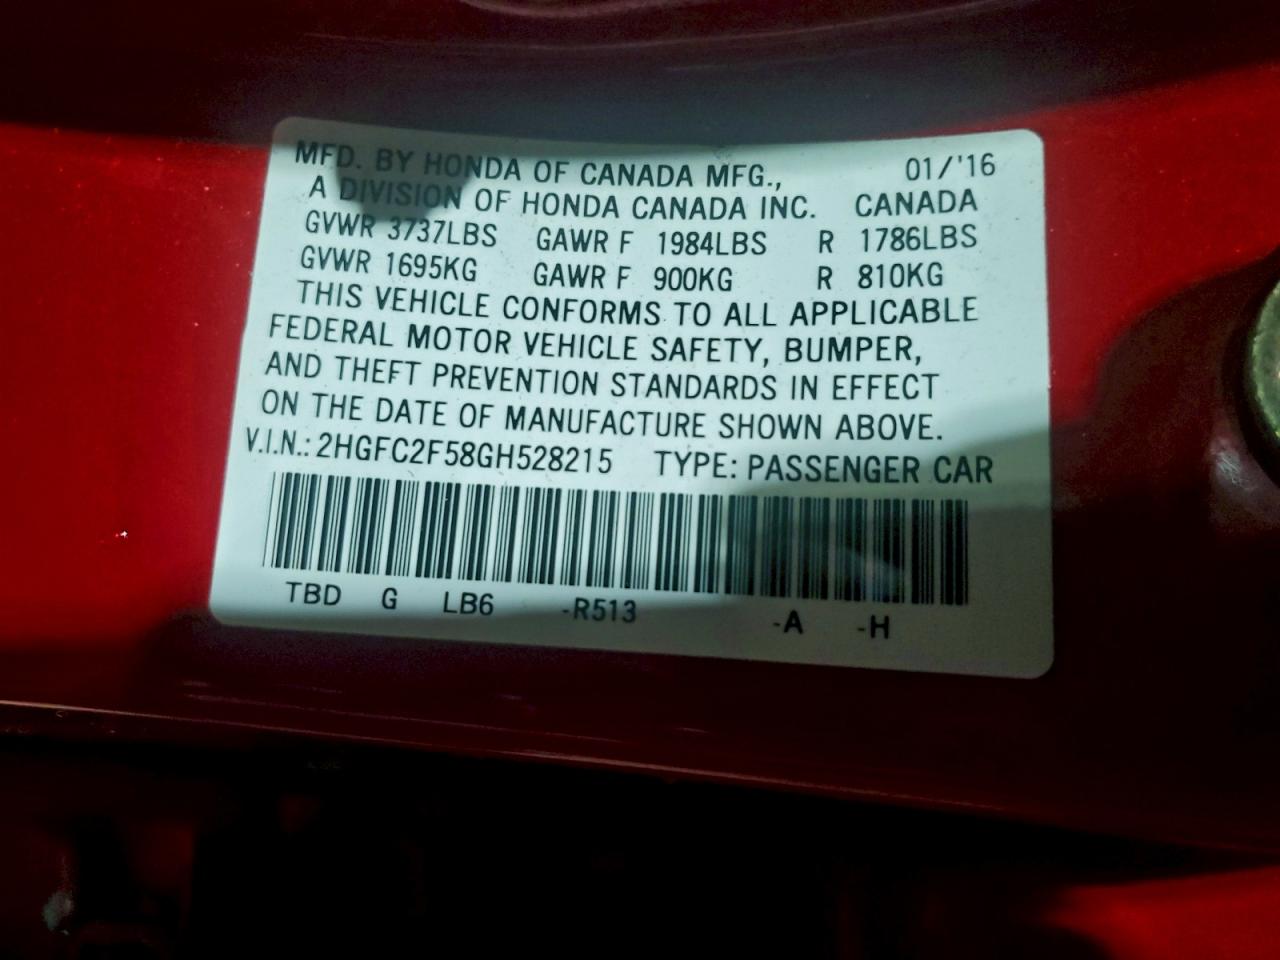 MFD. BY HONDA OF CANADA MFG., 01/'16
A DIVISION OF HONDA CANADA INC. CANADA
GVWR 3737LBS GAWR F 1984LBS R 1786LBS
GVWR 1695KG GAWR F 900KG R 810KG
THIS VEHICLE CONFORMS TO ALL APPLICABLE
FEDERAL MOTOR VEHICLE SAFETY, BUMPER,
AND THEFT PREVENTION STANDARDS IN EFFECT
ON THE DATE OF MANUFACTURE SHOWN ABOVE.
V.I.N.: 2HGFC2F58GH528215 TYPE: PASSENGER CAR
TBD G LB6 -R513 -A -H